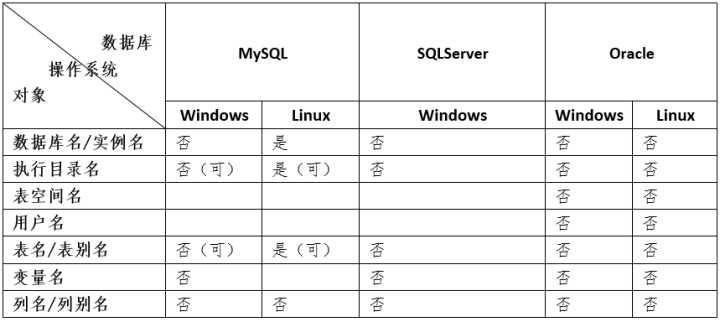 数据库
操作系统
对象
MySQL SQLServer Oracle
Windows Linux Windows Windows Linux
数据库名/实例名 否 是 否 否 否
执行目录名 否（可） 是（可） 否 否 否
表空间名 否 否
用户名 否 否
表名/表别名 否（可） 是（可） 否 否 否
变量名 否 否 否 否
列名/列别名 否 否 否 否 否